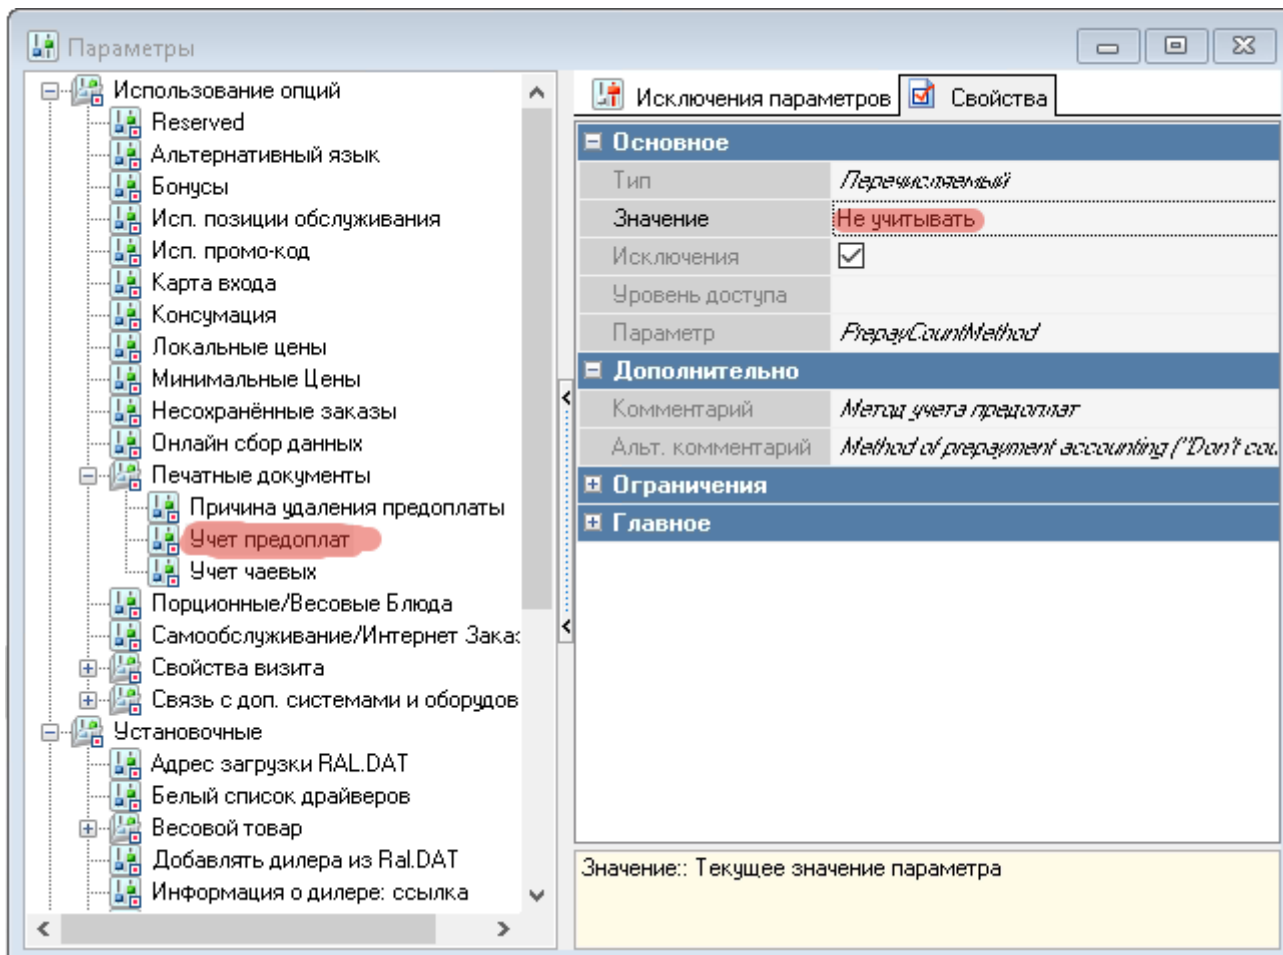 Параметры
Использование опций
Reserved
Альтернативный язык
Бонусы
Исп. позиции обслуживания
Исп. промо-код
Карта входа
Консумация
Локальные цены
Минимальные Цены
Несохранённые заказы
Онлайн сбор данных
Печатные документы
Причина удаления предоплаты
Учет предоплат
Учет чаевых
Порционные/Весовые Блюда
Самообслуживание/Интернет Заказ
Свойства визита
Связь с доп. системами и оборудов
Установочные
Адрес загрузки RAL.DAT
Белый список драйверов
Весовой товар
Добавлять дилера из Ral.DAT
Информация о дилере: ссылка
Исключения параметров Свойства
Основное
Тип Перечисляемый
Значение Не учитывать
Исключения
Уровень доступа
Параметр PrepayCountMethod
Дополнительно
Комментарий Метод учета предоплат
Альт. комментарий Method of prepayment accounting ("Don't cou
Ограничения
Главное
Значение:: Текущее значение параметра